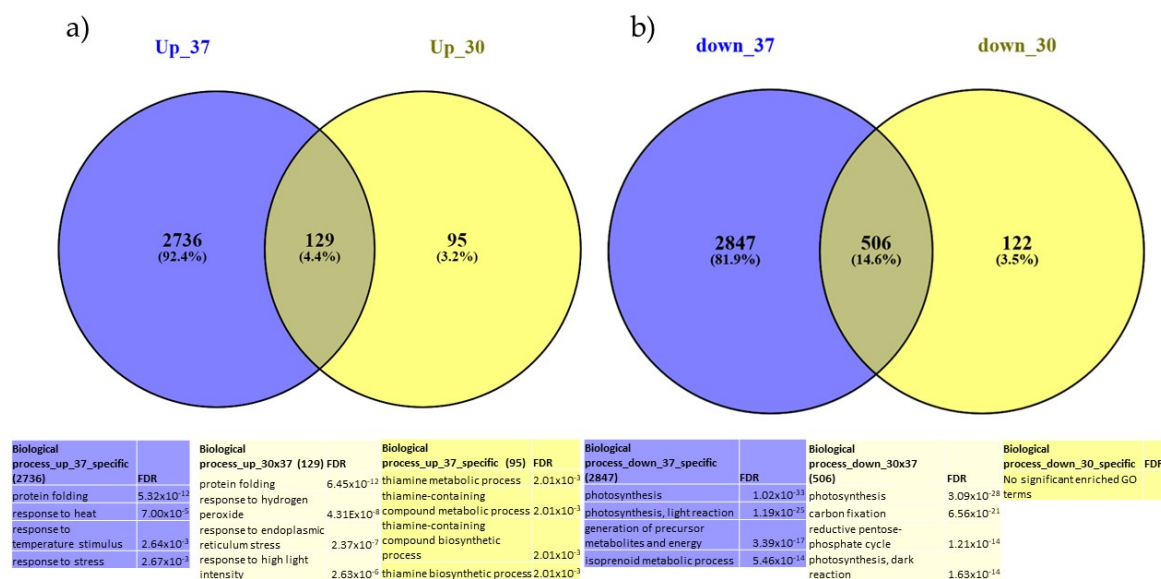 a)
Up_37
Up_30
2736
(92.4%)
129
(4.4%)
95
(3.2%)
b)
down_37
down_30
2847
(81.9%)
506
(14.6%)
122
(3.5%)
Biological
process_up_37_specific
(2736) FDR
protein folding 5.32x10-12
response to heat 7.00x10-5
response to
temperature stimulus 2.64x10-3
response to stress 2.67x10-3
Biological
process_up_30x37 (129) FDR
protein folding 6.45x10-12
response to hydrogen
peroxide 4.31E×10-8
response to endoplasmic
reticulum stress 2.37x10-7
response to high light
intensity 2.63x10-6
Biological
process_up_37_specific (95) FDR
thiamine metabolic process 2.01x10-3
thiamine-containing
compound metabolic process 2.01x10-3
thiamine-containing
compound biosynthetic
process 2.01x10-3
thiamine biosynthetic process 2.01x10-3
Biological
process_down_37_specific
(2847) FDR
photosynthesis 1.02x10-33
photosynthesis, light reaction 1.19x10-25
generation of precursor
metabolites and energy 3.39x10-17
isoprenoid metabolic process 5.46x10-14
Biological
process_down_30x37
(506) FDR
photosynthesis 3.09x10-28
carbon fixation 6.56x10-21
reductive pentose-
phosphate cycle 1.21x10-14
photosynthesis, dark
reaction 1.63x10-14
Biological
process_down_30_specific FDR
No significant enriched GO
terms